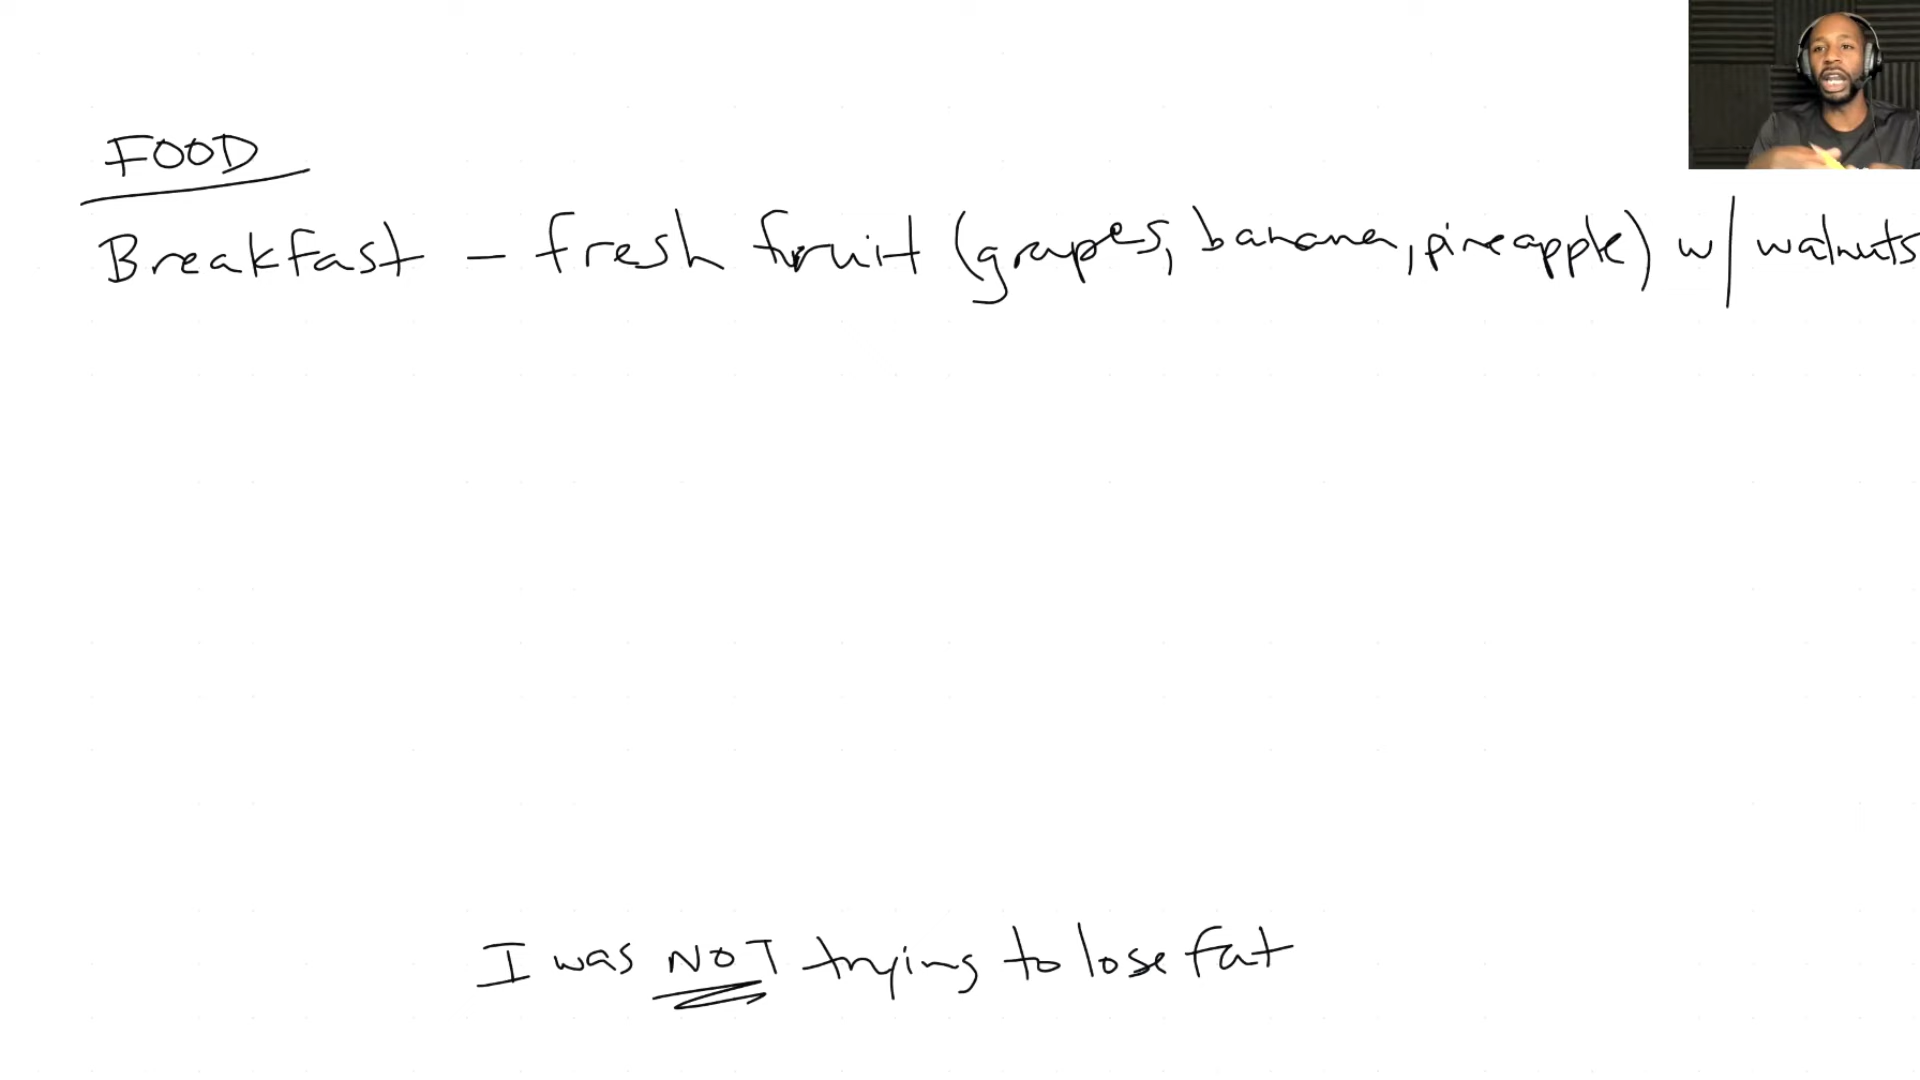 FOOD
Breakfast - fresh fruit (grapes, banana, pineapple) w/ walnuts
I was NOT trying to lose fat